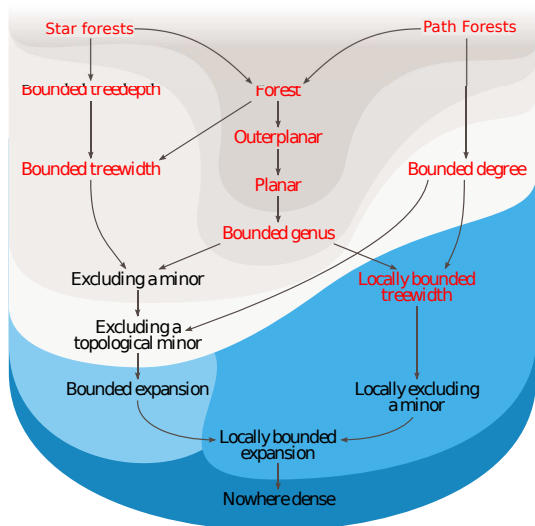 Star forests
Path Forests
Bounded treedepth
Forest
Outerplanar
Bounded treewidth
Bounded degree
Planar
Bounded genus
Excluding a minor
Locally bounded
treewidth
Excluding a
topological minor
Bounded expansion
Locally excluding
a minor
Locally bounded
expansion
Nowhere dense